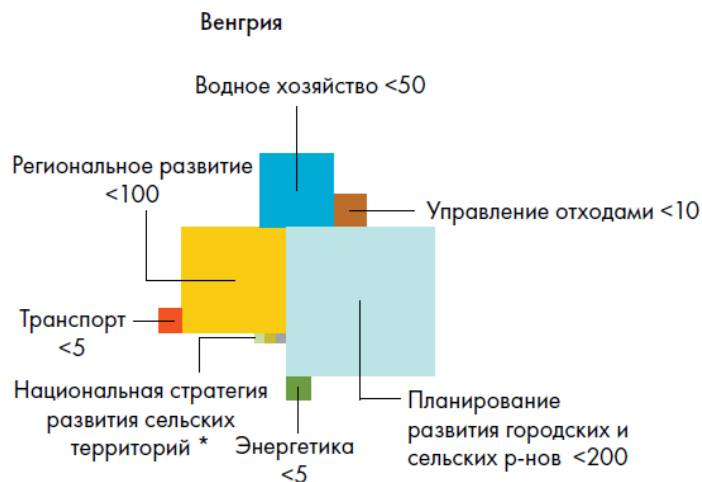 Венгрия
Водное хозяйство <50
Региональное развитие
<100
Управление отходами <10
Транспорт
<5
Национальная стратегия
развития сельских
территорий *
Энергетика
<5
Планирование
развития городских и
сельских р-нов <200